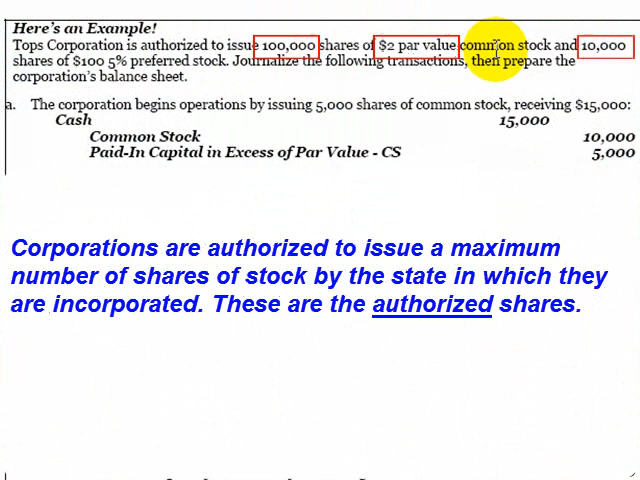 Here's an Example!
Tops Corporation is authorized to issue 100,000 shares of $2 par value common stock and 10,000
shares of $100 5% preferred stock. Journalize the following transactions, then prepare the
corporation's balance sheet.
a. The corporation begins operations by issuing 5,000 shares of common stock, receiving $15,000:
Cash 15,000
Common Stock 10,000
Paid-In Capital in Excess of Par Value - CS 5,000
Corporations are authorized to issue a maximum
number of shares of stock by the state in which they
are incorporated. These are the authorized shares.